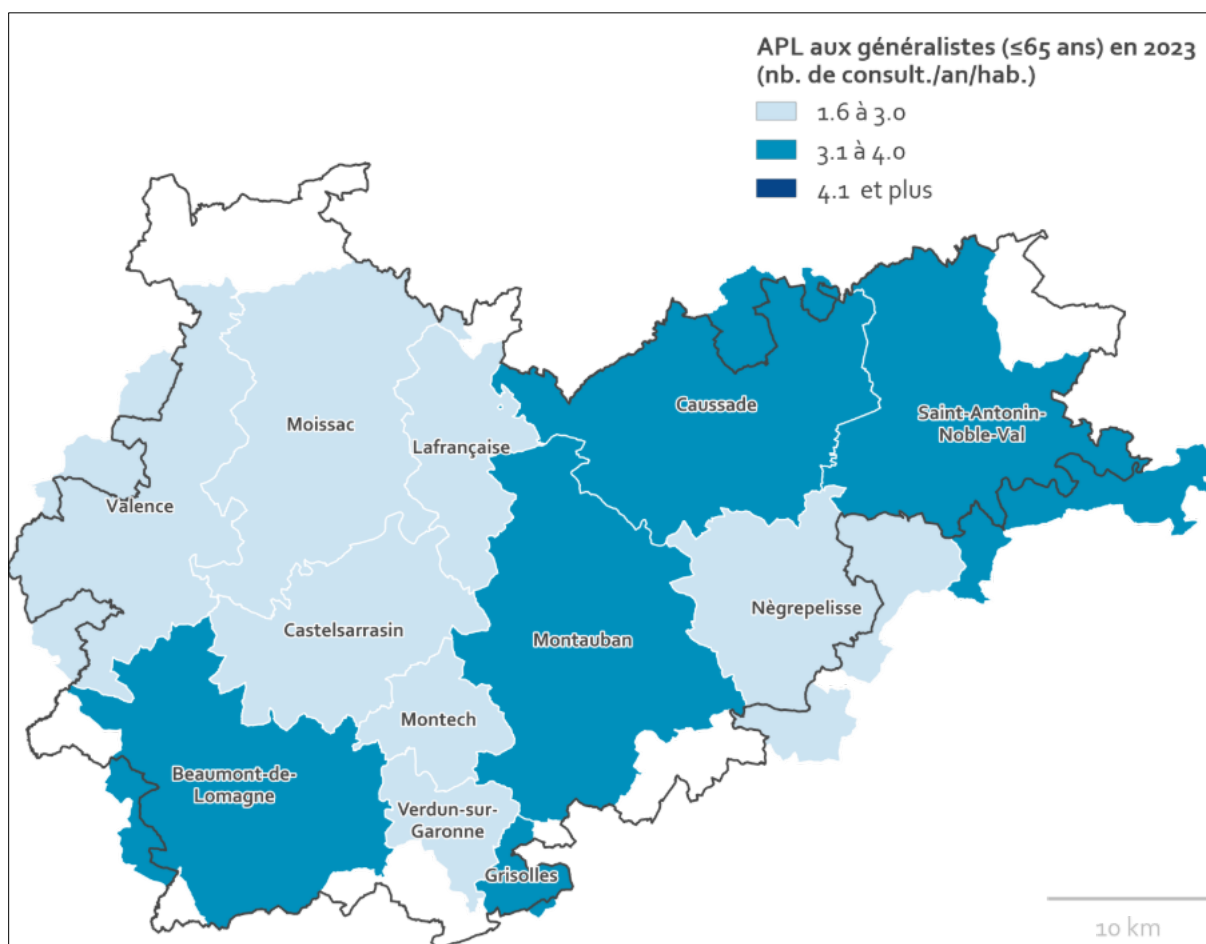 APL aux généralistes (≤65 ans) en 2023
(nb. de consult./an/hab.)
1.6 à 3.0
3.1 à 4.0
4.1 et plus
Moissac
Lafrançaise
Caussade
Saint-Antonin-
Noble-Val
Valence
Castelsarrasin
Montauban
Nègrepelisse
Montech
Beaumont-de-
Lomagne
Verdun-sur-
Garonne
Grisolles
10 km